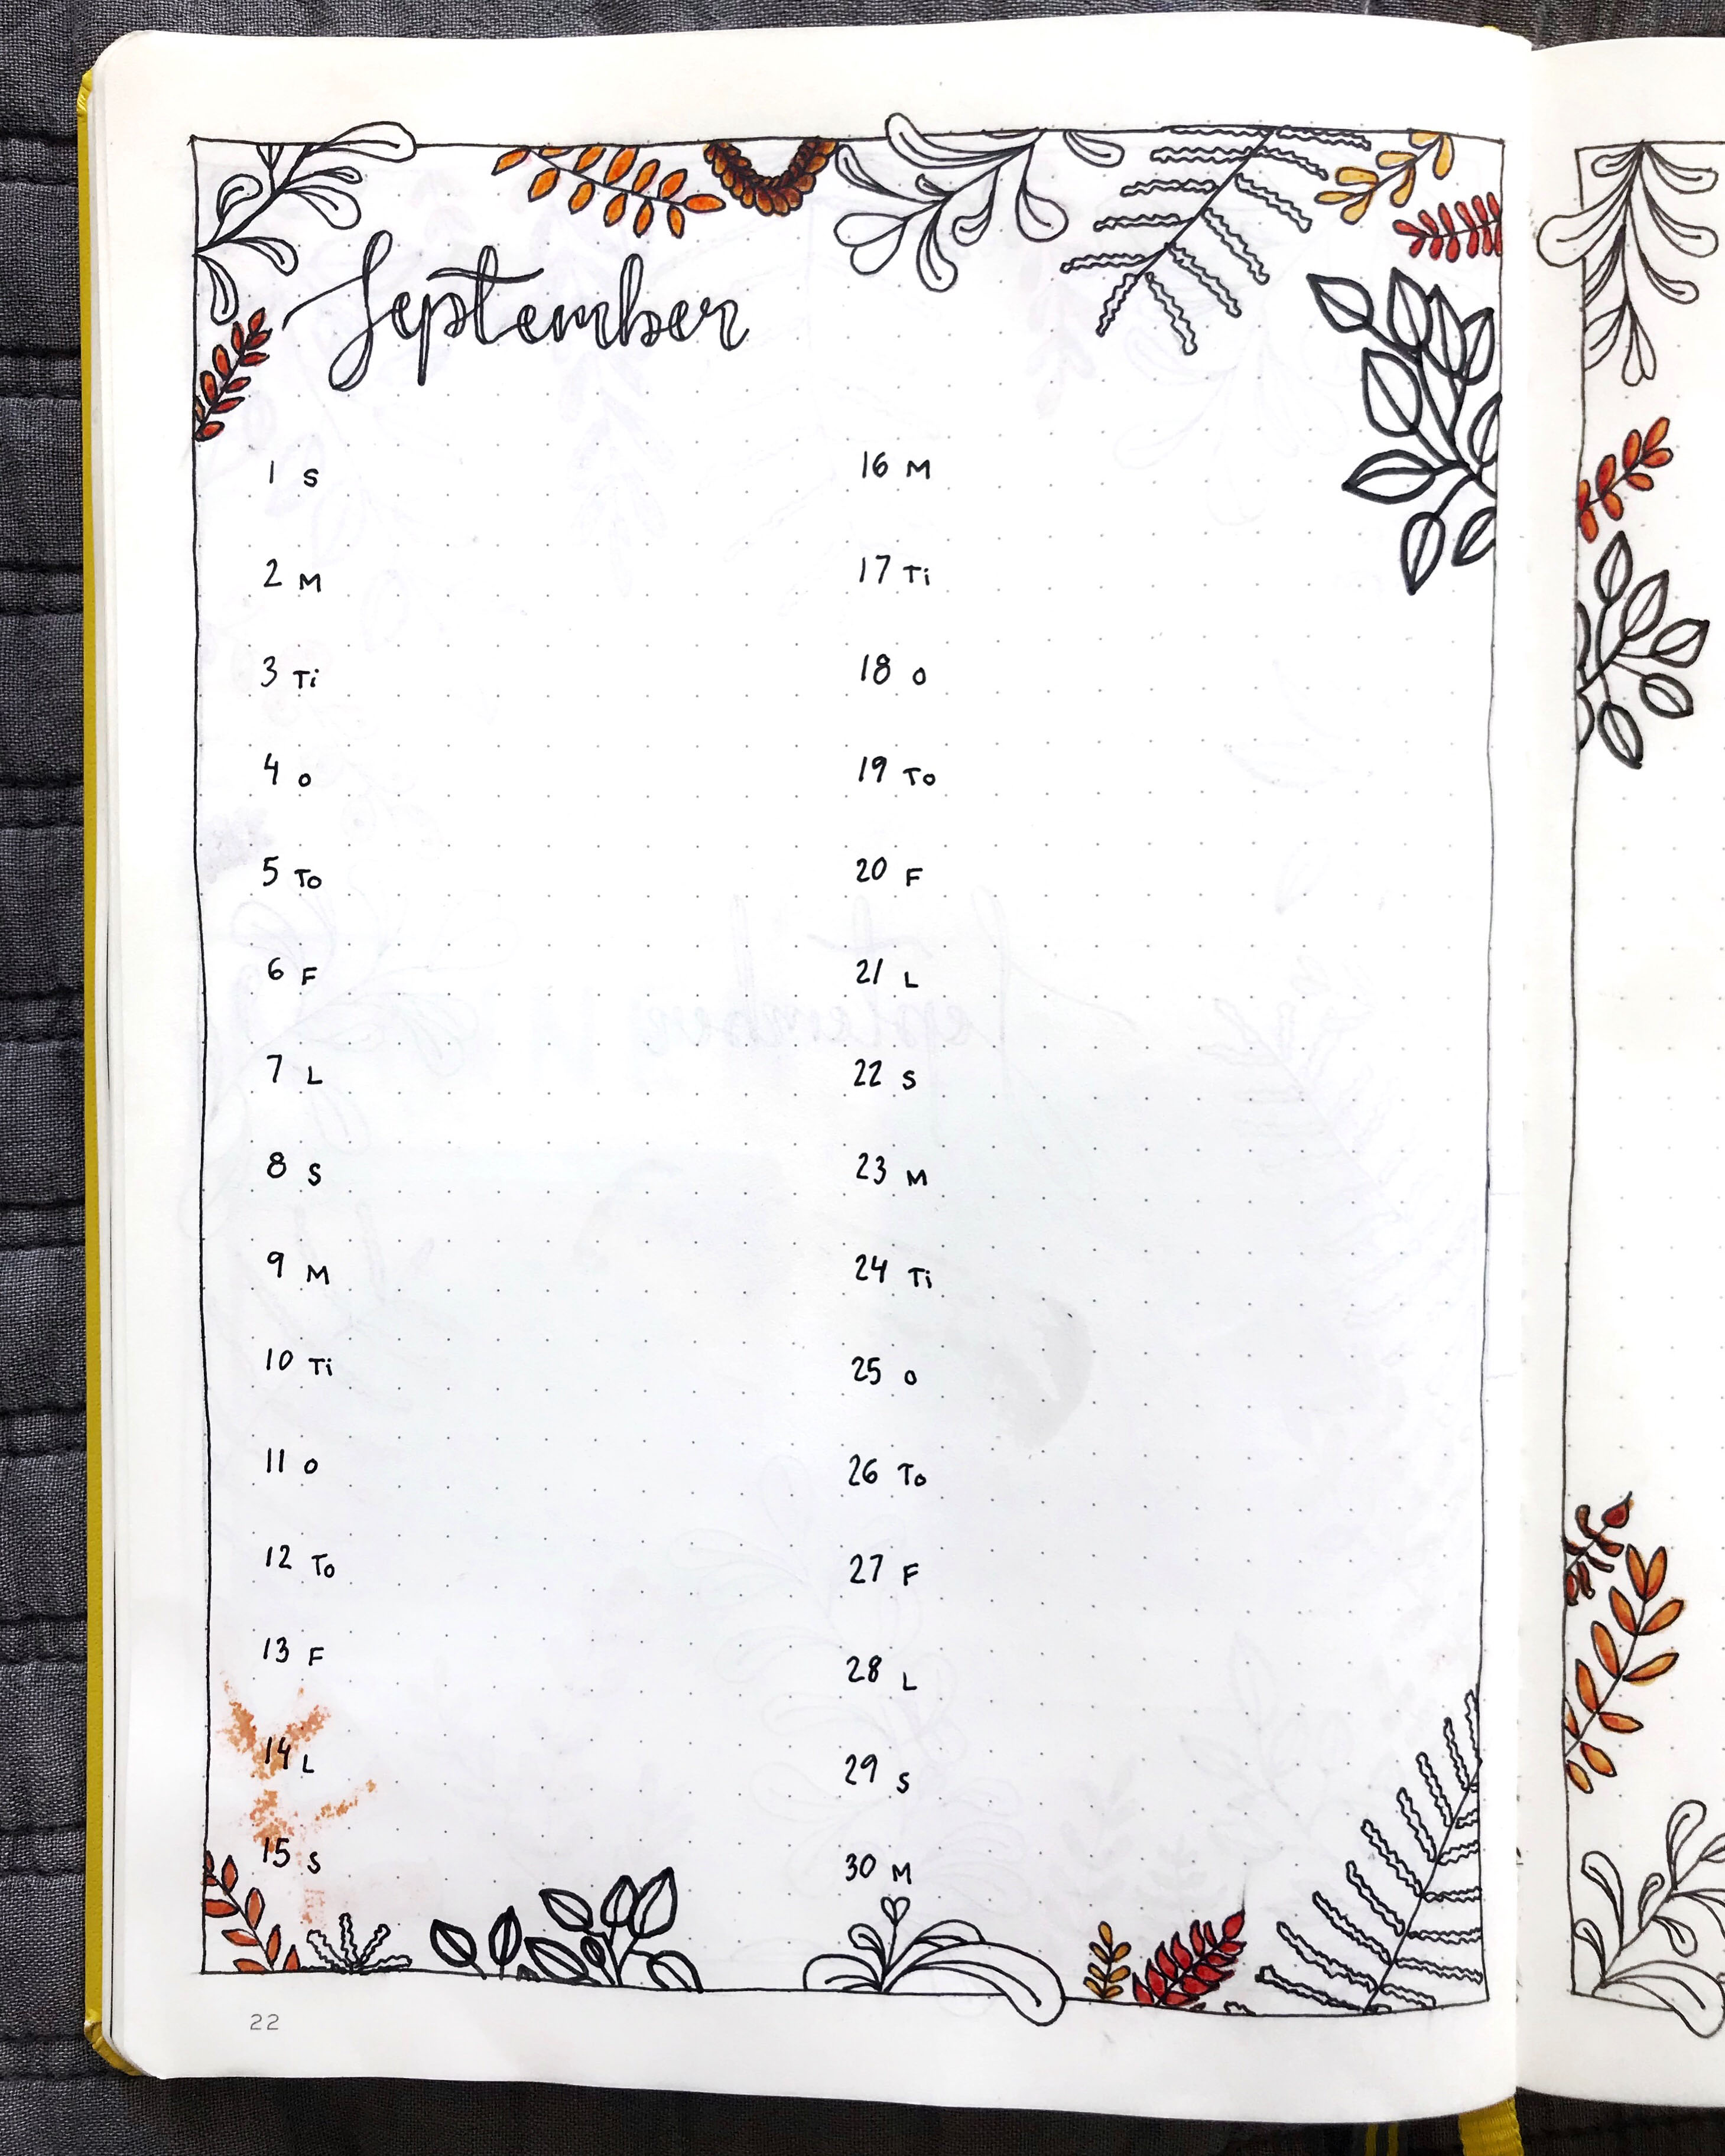 September
1 S
2 M
3 Ti
4 O
5 To
6 F
7 L
8 S
9 M
10 Ti
11 O
12 To
13 F
14 L
15 S
16 M
17 Ti
18 O
19 To
20 F
21 L
22 S
23 M
24 Ti
25 O
26 To
27 F
28 L
29 S
30 M
22